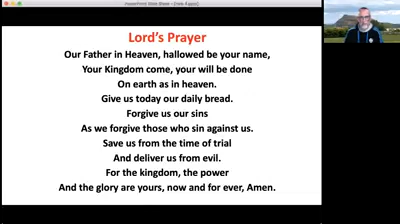 Lord's Prayer
Our Father in Heaven, hallowed be your name,
Your Kingdom come, your will be done
On earth as in heaven.
Give us today our daily bread.
Forgive us our sins
As we forgive those who sin against us.
Save us from the time of trial
And deliver us from evil.
For the kingdom, the power
And the glory are yours, now and for ever, Amen.